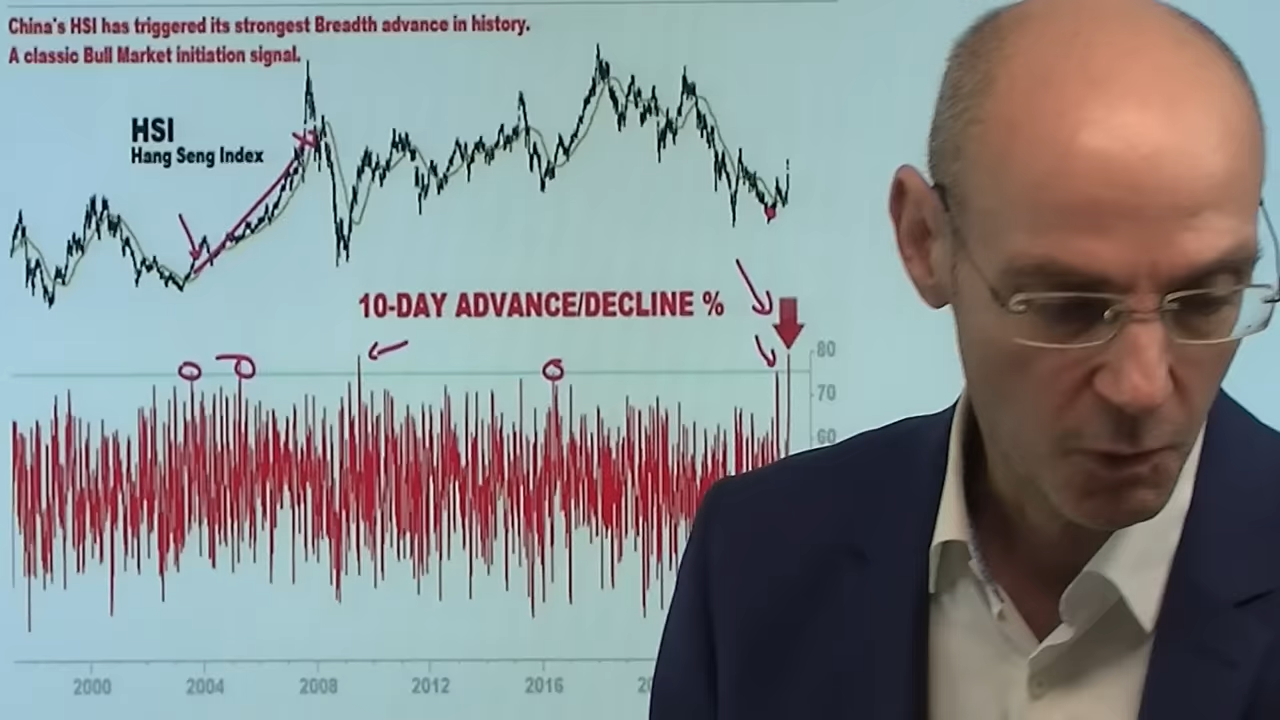 China's HSI has triggered its strongest Breadth advance in history.
A classic Bull Market initiation signal.
HSI
Hang Seng Index
10-DAY ADVANCE/DECLINE %
80
70
60
2000
2004
2008
2012
2016